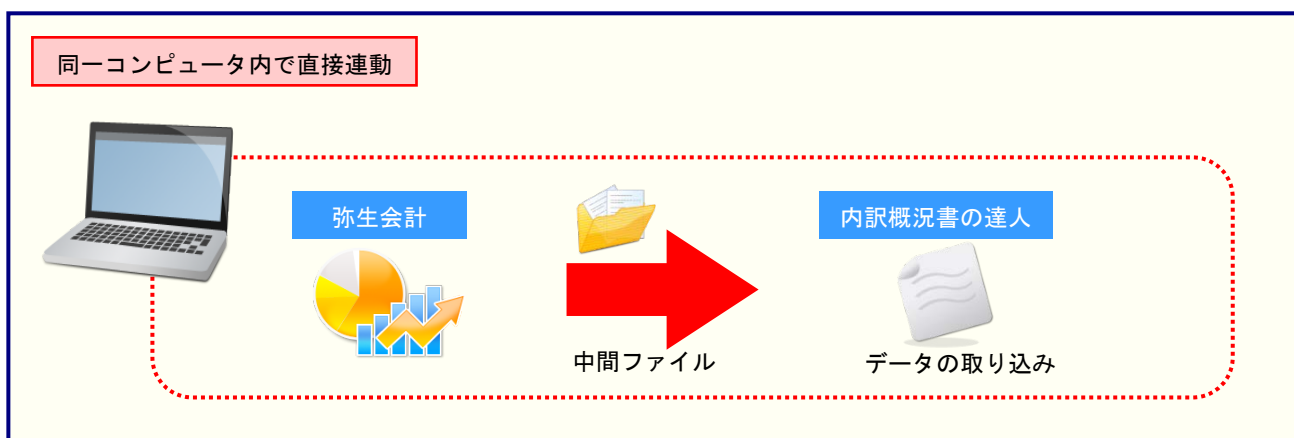 同一コンピュータ内で直接連動
弥生会計
内訳概況書の達人
中間ファイル
データの取り込み